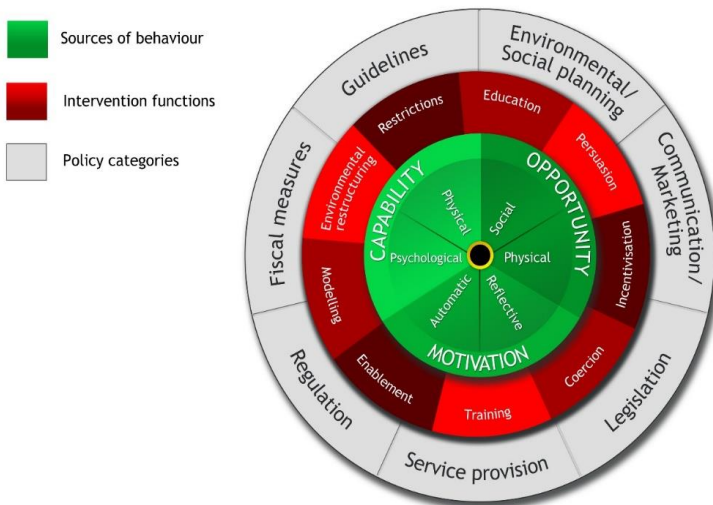 Sources of behaviour
Intervention functions
Policy categories
Guidelines
Environmental/
Social planning
Communication/
Marketing
Legislation
Service provision
Regulation
Fiscal measures
Restrictions
Education
Persuasion
Incentivisation
Coercion
Training
Enablement
Modelling
Environmental
restructuring
CAPABILITY
OPPORTUNITY
MOTIVATION
Physical
Social
Physical
Reflective
Automatic
Psychological